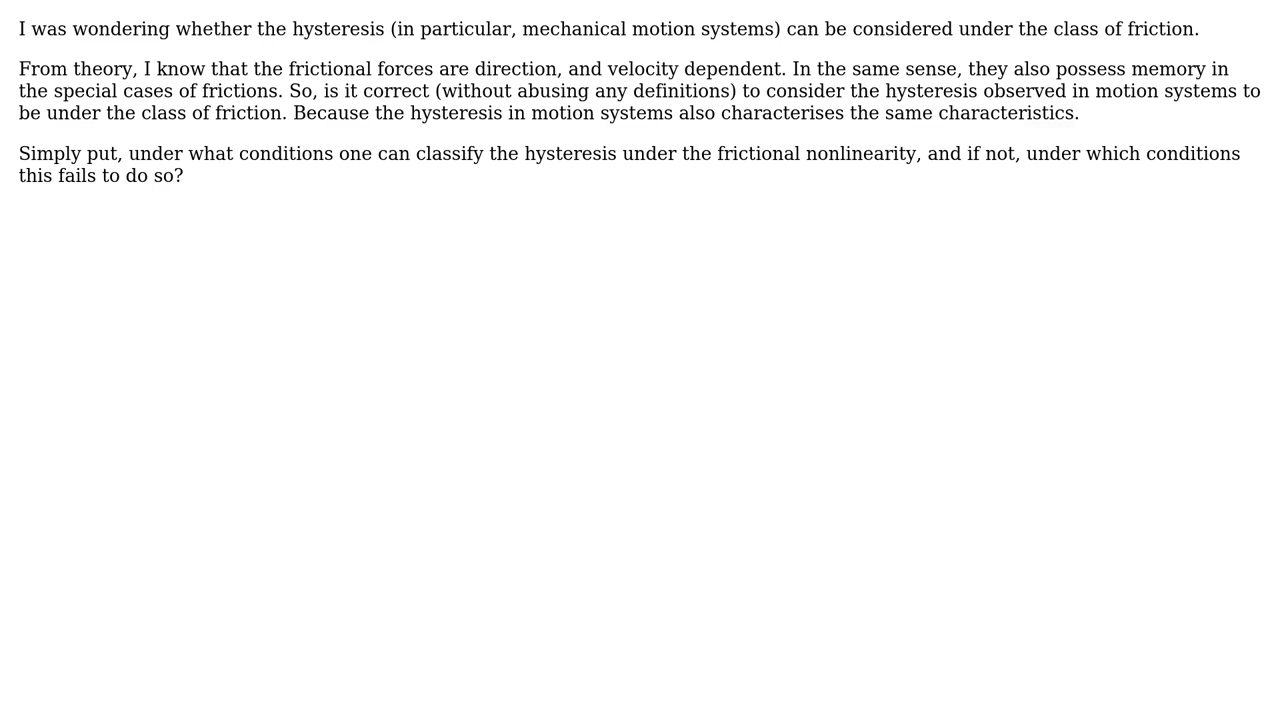 I was wondering whether the hysteresis (in particular, mechanical motion systems) can be considered under the class of friction.
From theory, I know that the frictional forces are direction, and velocity dependent. In the same sense, they also possess memory in
the special cases of frictions. So, is it correct (without abusing any definitions) to consider the hysteresis observed in motion systems to
be under the class of friction. Because the hysteresis in motion systems also characterises the same characteristics.
Simply put, under what conditions one can classify the hysteresis under the frictional nonlinearity, and if not, under which conditions
this fails to do so?